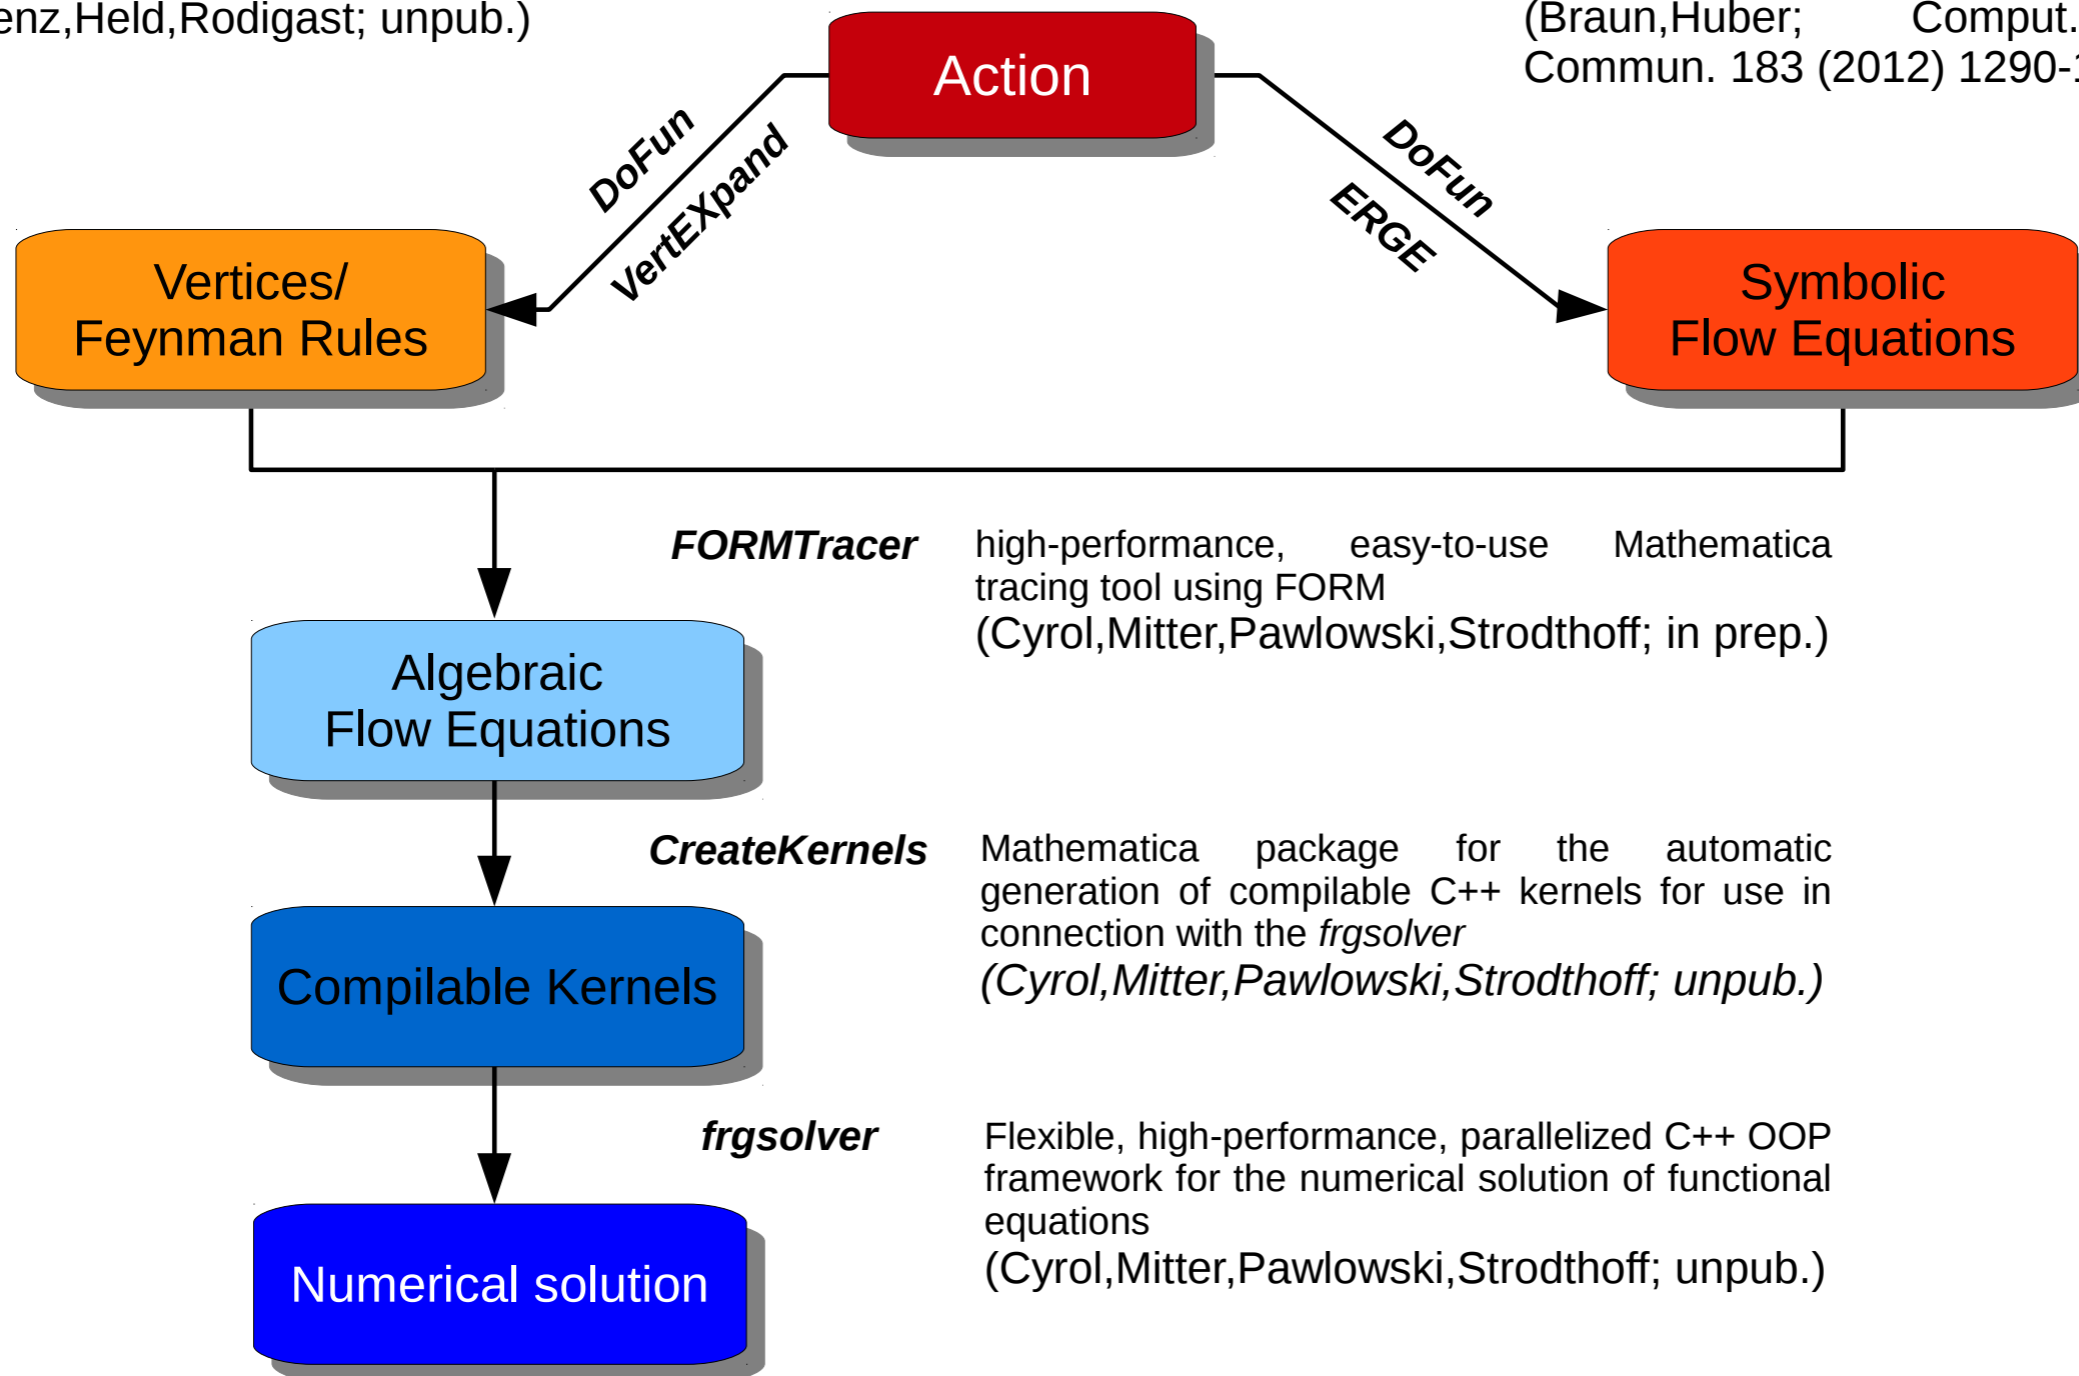 enz,Held,Rodigast; unpub.)
(Braun,Huber; Comput.
Commun. 183 (2012) 1290-
Action
DoFun
VertEXpand
DoFun
ERGE
Vertices/
Feynman Rules
Symbolic
Flow Equations
FORMTracer
high-performance, easy-to-use Mathematica
tracing tool using FORM
(Cyrol,Mitter,Pawlowski,Strodthoff; in prep.)
Algebraic
Flow Equations
CreateKernels
Mathematica package for the automatic
generation of compilable C++ kernels for use in
connection with the frgsolver
(Cyrol,Mitter,Pawlowski,Strodthoff; unpub.)
Compilable Kernels
frgsolver
Flexible, high-performance, parallelized C++ OOP
framework for the numerical solution of functional
equations
(Cyrol,Mitter,Pawlowski,Strodthoff; unpub.)
Numerical solution